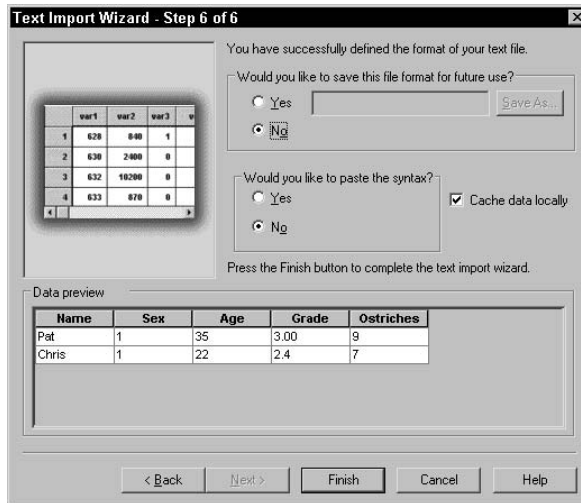 Text Import Wizard - Step 6 of 6
You have successfully defined the format of your text file.
Would you like to save this file format for future use?
Yes
Save As...
No
var1 var2 var3 v
1 628 840 1
2 630 2400 0
3 632 10200 0
4 633 870 0
Would you like to paste the syntax?
Yes
Cache data locally
No
Press the Finish button to complete the text import wizard.
Data preview
Name Sex Age Grade Ostriches
Pat 1 35 3.00 9
Chris 1 22 2.4 7
< Back Next > Finish Cancel Help